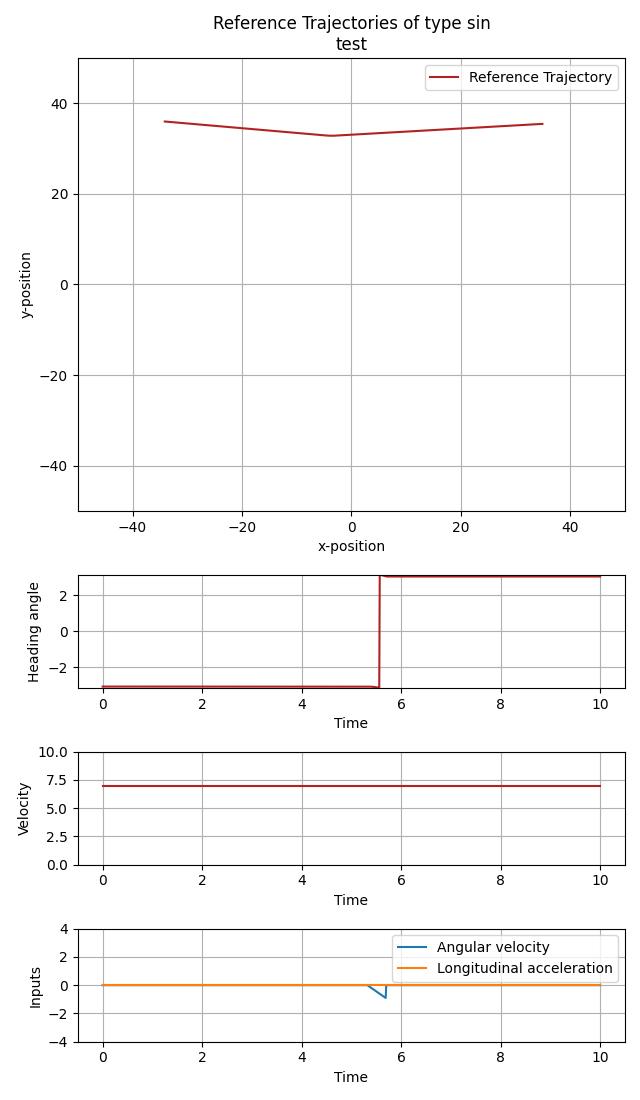 Reference Trajectories of type sin
test
Reference Trajectory
40
20
0
−20
−40
y-position
−40 −20 0 20 40
x-position
2
0
−2
Heading angle
0 2 4 6 8 10
Time
10.0
7.5
5.0
2.5
0.0
Velocity
0 2 4 6 8 10
Time
Angular velocity
Longitudinal acceleration
4
2
0
−2
−4
Inputs
0 2 4 6 8 10
Time